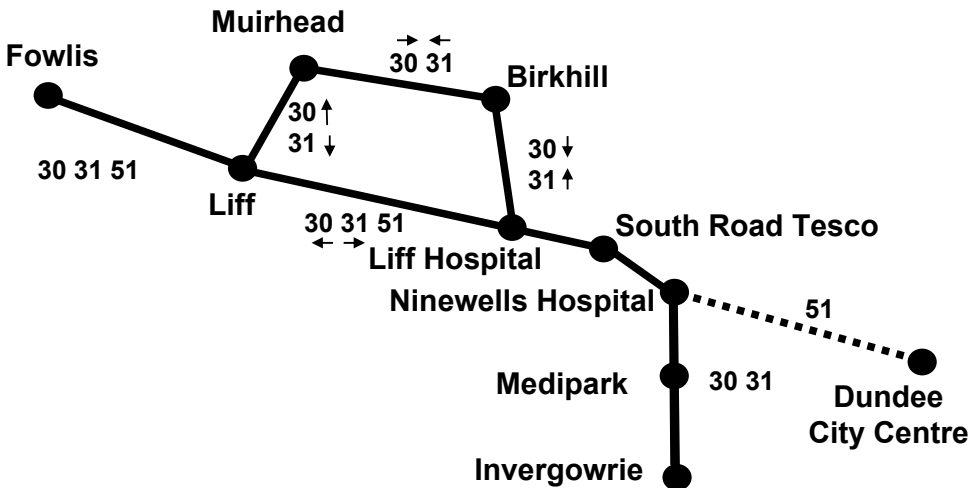 Muirhead
Fowlis
→ ←
30 31
Birkhill
30 ↑
31 ↓
30 ↓
31 ↑
30 31 51
Liff
30 31 51
← →
South Road Tesco
Liff Hospital
Ninewells Hospital
51
Medipark
30 31
Dundee
City Centre
Invergowrie